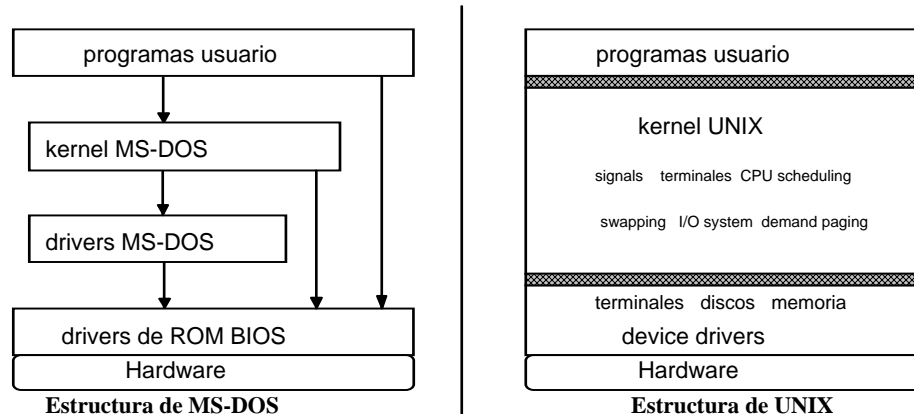 programas usuario
kernel MS-DOS
drivers MS-DOS
drivers de ROM BIOS
Hardware
Estructura de MS-DOS
programas usuario
kernel UNIX
signals terminales CPU scheduling
swapping I/O system demand paging
terminales discos memoria
device drivers
Hardware
Estructura de UNIX